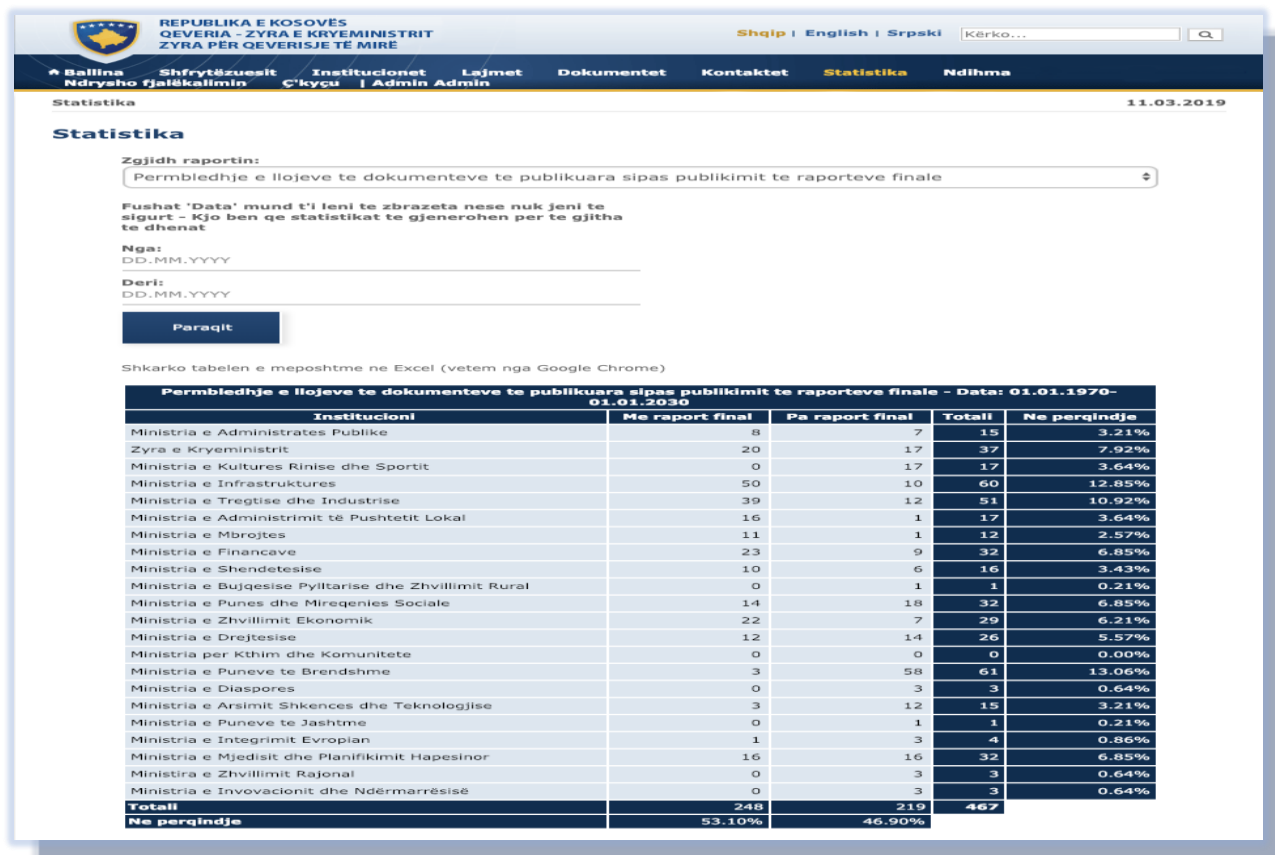 REPUBLIKA E KOSOVËS
QEVERIA - ZYRA E KRYEMINISTRIT
ZYRA PËR QEVERISJE TË MIRË
Shqip | English | Srpski
Kërko...
Ballina Shfrytëzuesit Institucionet Lajmet Dokumentet Kontaktet Statistika Ndihma
Ndrysho fjalëkalimin Ç'kyçu | Admin Admin
Statistika 11.03.2019
Statistika
Zgjidh raportin:
Permbledhje e llojeve te dokumenteve te publikuara sipas publikimit te raporteve finale
Fushat 'Data' mund t'i leni te zbrazeta nese nuk jeni te
sigurt - Kjo ben qe statistikat te gjenerohen per te gjitha
te dhenat
Nga:
DD.MM.YYYY
Deri:
DD.MM.YYYY
Paraqit
Shkarko tabelen e meposhtme ne Excel (vetem nga Google Chrome)
Permbledhje e llojeve te dokumenteve te publikuara sipas publikimit te raporteve finale - Data: 01.01.1970-
01.01.2030
Institucioni Me raport final Pa raport final Totali Ne perqindje
Ministria e Administrates Publike 8 7 15 3.21%
Zyra e Kryeministrit 20 17 37 7.92%
Ministria e Kultures Rinise dhe Sportit 0 17 17 3.64%
Ministria e Infrastruktures 50 10 60 12.85%
Ministria e Tregtise dhe Industrise 39 12 51 10.92%
Ministria e Administrimit të Pushtetit Lokal 16 1 17 3.64%
Ministria e Mbrojtes 11 1 12 2.57%
Ministria e Financave 23 9 32 6.85%
Ministria e Shendetesise 10 6 16 3.43%
Ministria e Bujqesise Pylltarise dhe Zhvillimit Rural 0 1 1 0.21%
Ministria e Punes dhe Mireqenies Sociale 14 18 32 6.85%
Ministria e Zhvillimit Ekonomik 22 7 29 6.21%
Ministria e Drejtesise 12 14 26 5.57%
Ministria per Kthim dhe Komunitete 0 0 0 0.00%
Ministria e Puneve te Brendshme 3 58 61 13.06%
Ministria e Diaspores 0 3 3 0.64%
Ministria e Arsimit Shkences dhe Teknologjise 3 12 15 3.21%
Ministria e Puneve te Jashtme 0 1 1 0.21%
Ministria e Integrimit Evropian 1 3 4 0.86%
Ministria e Mjedisit dhe Planifikimit Hapesinor 16 16 32 6.85%
Ministira e Zhvillimit Rajonal 0 3 3 0.64%
Ministria e Invovacionit dhe Ndërmarrësisë 0 3 3 0.64%
Totali 248 219 467
Ne perqindje 53.10% 46.90%